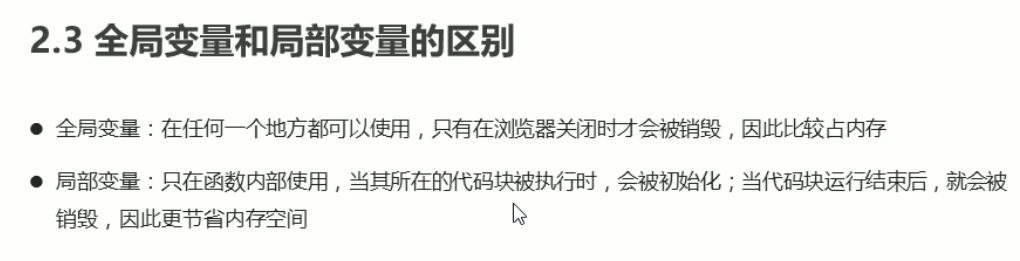 2.3 全局变量和局部变量的区别
● 全局变量：在任何一个地方都可以使用，只有在浏览器关闭时才会被销毁，因此比较占内存
● 局部变量：只在函数内部使用，当其所在的代码块被执行时，会被初始化；当代码块运行结束后，就会被
销毁，因此更节省内存空间